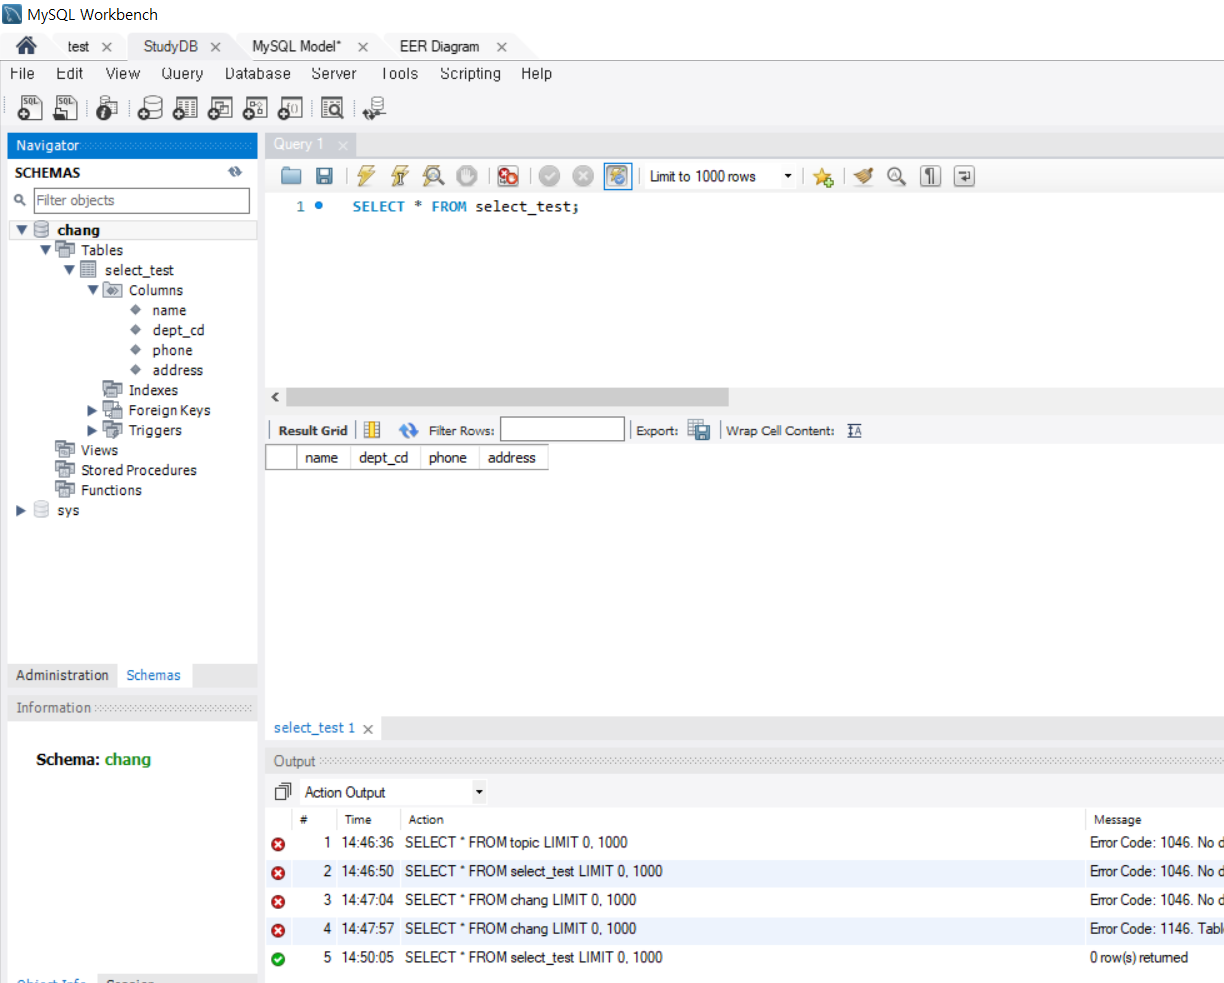 MySQL Workbench
test
StudyDB
MySQL Model*
EER Diagram
File Edit View Query Database Server Tools Scripting Help
Navigator
SCHEMAS
Filter objects
chang
Tables
select_test
Columns
name
dept_cd
phone
address
Indexes
Foreign Keys
Triggers
Views
Stored Procedures
Functions
sys
Administration Schemas
Information
Schema: chang
Object Info Session
Query 1
Limit to 1000 rows
1 SELECT * FROM select_test;
Result Grid Filter Rows: Export: Wrap Cell Content:
name dept_cd phone address
select_test 1
Output
Action Output
# Time Action Message
1 14:46:36 SELECT * FROM topic LIMIT 0, 1000 Error Code: 1046. No d
2 14:46:50 SELECT * FROM select_test LIMIT 0, 1000 Error Code: 1046. No d
3 14:47:04 SELECT * FROM chang LIMIT 0, 1000 Error Code: 1046. No d
4 14:47:57 SELECT * FROM chang LIMIT 0, 1000 Error Code: 1146. Tabl
5 14:50:05 SELECT * FROM select_test LIMIT 0, 1000 0 row(s) returned